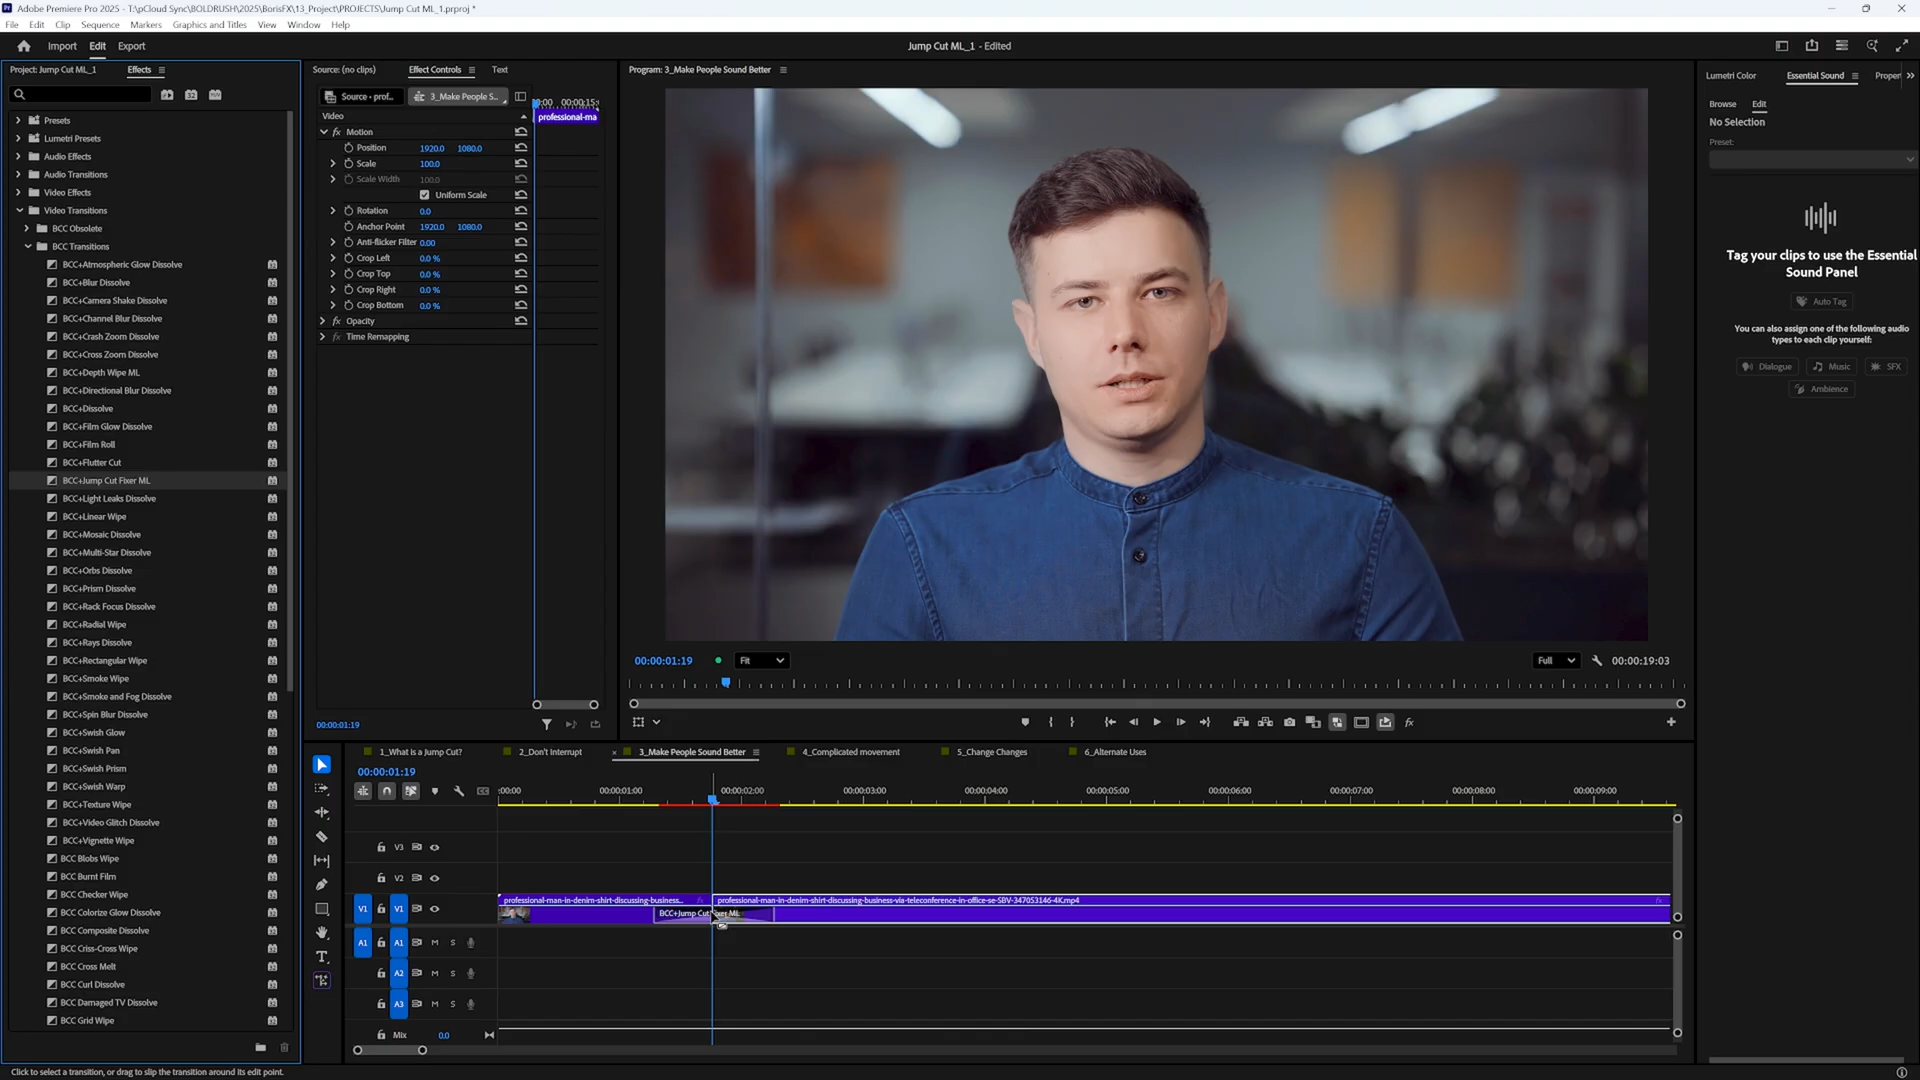 Adobe Premiere Pro 2025 - T:\pCloud Sync\BOLDRUSH\2025\BorisFX\13_Project\PROJECTS\Jump Cut ML_1.prproj *
File Edit Clip Sequence Markers Graphics and Titles View Window Help
Import Edit Export
Jump Cut ML_1 - Edited
Project: Jump Cut ML_1
Effects
Presets
Lumetri Presets
Audio Effects
Audio Transitions
Video Effects
Video Transitions
BCC Obsolete
BCC Transitions
BCC+Atmospheric Glow Dissolve
BCC+Blur Dissolve
BCC+Camera Shake Dissolve
BCC+Channel Blur Dissolve
BCC+Crash Zoom Dissolve
BCC+Cross Zoom Dissolve
BCC+Depth Wipe ML
BCC+Directional Blur Dissolve
BCC+Dissolve
BCC+Film Glow Dissolve
BCC+Film Roll
BCC+Flutter Cut
BCC+Jump Cut Fixer ML
BCC+Light Leaks Dissolve
BCC+Linear Wipe
BCC+Mosaic Dissolve
BCC+Multi-Star Dissolve
BCC+Orbs Dissolve
BCC+Prism Dissolve
BCC+Rack Focus Dissolve
BCC+Radial Wipe
BCC+Rays Dissolve
BCC+Rectangular Wipe
BCC+Smoke Wipe
BCC+Smoke and Fog Dissolve
BCC+Spin Blur Dissolve
BCC+Swish Glow
BCC+Swish Pan
BCC+Swish Prism
BCC+Swish Warp
BCC+Texture Wipe
BCC+Video Glitch Dissolve
BCC+Vignette Wipe
BCC Blobs Wipe
BCC Burnt Film
BCC Checker Wipe
BCC Colorize Glow Dissolve
BCC Composite Dissolve
BCC Criss-Cross Wipe
BCC Cross Melt
BCC Curl Dissolve
BCC Damaged TV Dissolve
BCC Grid Wipe
Source: (no clips)
Effect Controls
Text
Source • prof...
3_Make People S...
00:00:15:
Video
professional-ma
fx Motion
Position 1920.0 1080.0
Scale 100.0
Scale Width 100.0
Uniform Scale
Rotation 0.0
Anchor Point 1920.0 1080.0
Anti-flicker Filter 0.00
Crop Left 0.0 %
Crop Top 0.0 %
Crop Right 0.0 %
Crop Bottom 0.0 %
fx Opacity
fx Time Remapping
00:00:01:19
Program: 3_Make People Sound Better
00:00:01:19
Fit
Full
00:00:19:03
fx
Lumetri Color
Essential Sound
Proper
Browse Edit
No Selection
Preset:
Tag your clips to use the Essential
Sound Panel
Auto Tag
You can also assign one of the following audio
types to each clip yourself:
Dialogue
Music
SFX
Ambience
1_What is a Jump Cut?
2_Don't Interrupt
3_Make People Sound Better
4_Complicated movement
5_Change Changes
6_Alternate Uses
00:00:01:19
:00:00 00:00:01:00 00:00:02:00 00:00:03:00 00:00:04:00 00:00:05:00 00:00:06:00 00:00:07:00 00:00:08:00 00:00:09:00
V3
V2
V1 V1
professional-man-in-denim-shirt-discussing-business... fx
professional-man-in-denim-shirt-discussing-business-via-teleconference-in-office-se-SBV-347053146-4K.mp4 fx
BCC+Jump Cut Fixer ML
A1 A1 M S
A2 M S
A3 M S
Mix 0.0
Click to select a transition, or drag to slip the transition around its edit point.